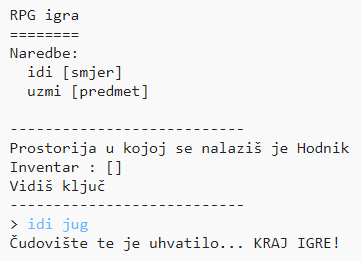 RPG igra
========
Naredbe:
  idi [smjer]
  uzmi [predmet]
---------------------------
Prostorija u kojoj se nalaziš je Hodnik
Inventar : []
Vidiš ključ
---------------------------
> idi jug
Čudovište te je uhvatilo... KRAJ IGRE!